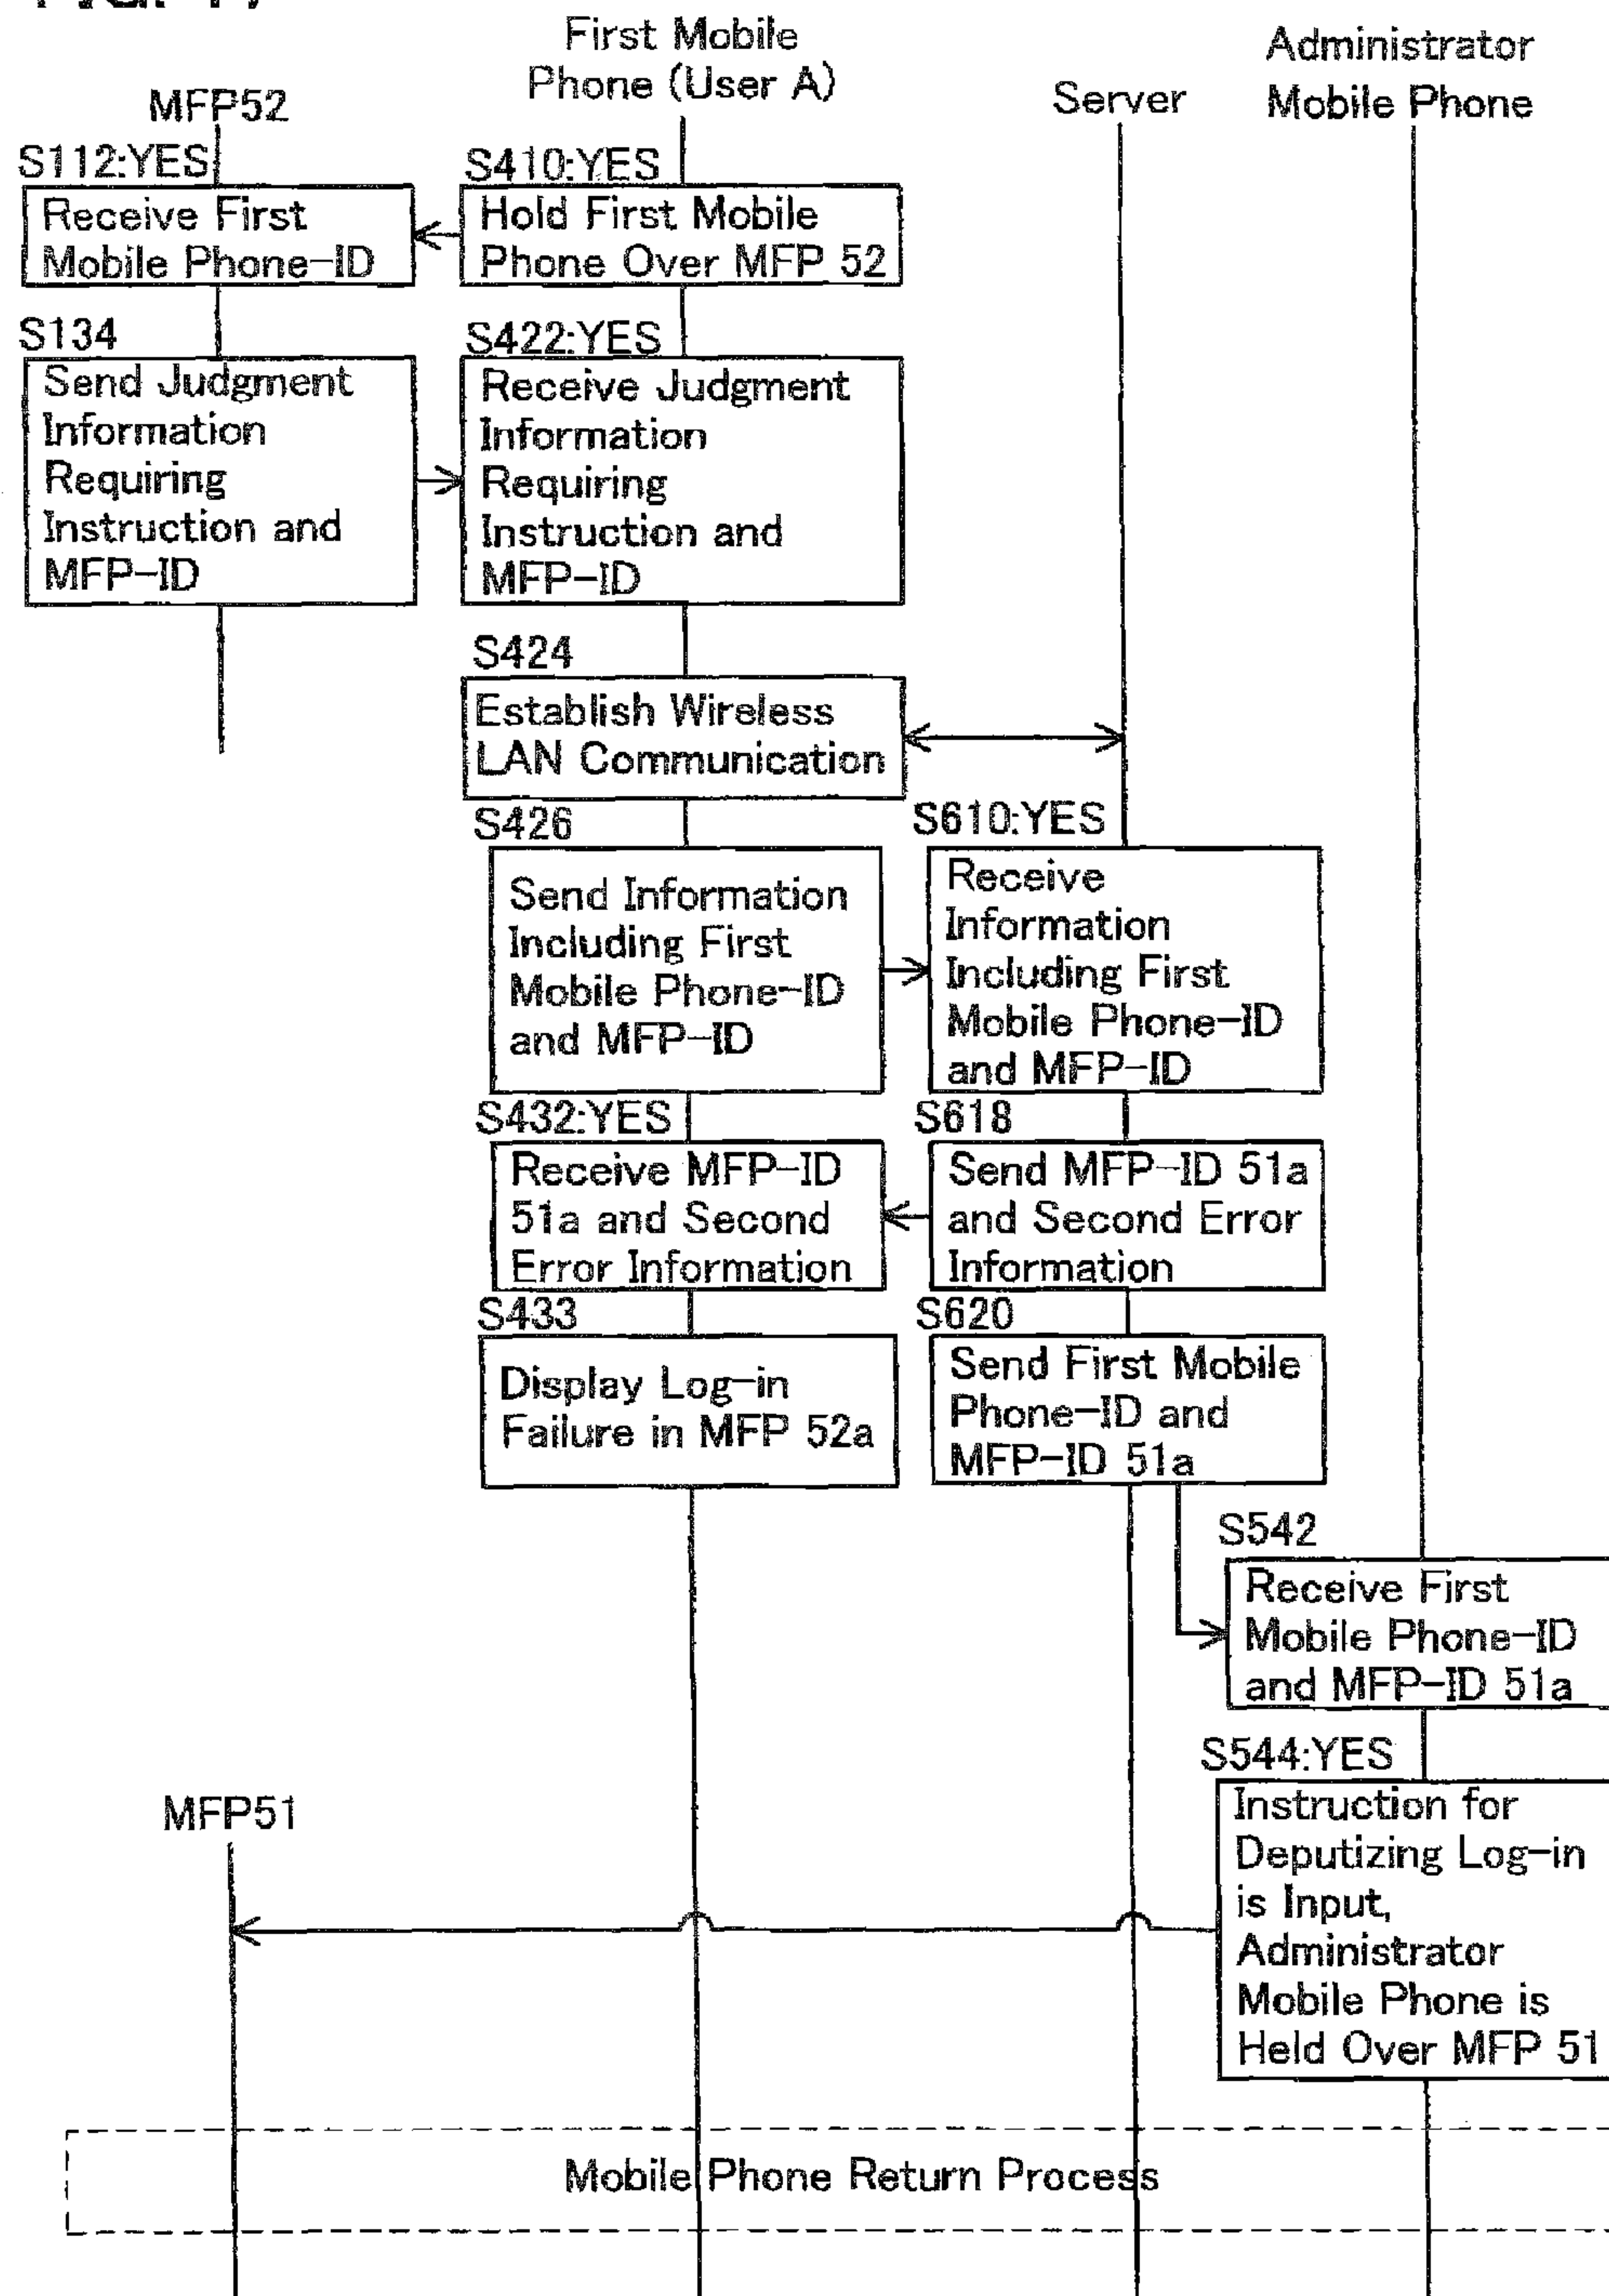 First Mobile
Phone (User A)
Administrator
Mobile Phone
MFP52
Server
S112:YES
Receive First
Mobile Phone-ID
S410:YES
Hold First Mobile
Phone Over MFP 52
S134
Send Judgment
Information
Requiring
Instruction and
MFP-ID
S422:YES
Receive Judgment
Information
Requiring
Instruction and
MFP-ID
S424
Establish Wireless
LAN Communication
S426
Send Information
Including First
Mobile Phone-ID
and MFP-ID
S610:YES
Receive
Information
Including First
Mobile Phone-ID
and MFP-ID
S432:YES
Receive MFP-ID
51a and Second
Error Information
S618
Send MFP-ID 51a
and Second Error
Information
S433
Display Log-in
Failure in MFP 52a
S620
Send First Mobile
Phone-ID and
MFP-ID 51a
S542
Receive First
Mobile Phone-ID
and MFP-ID 51a
S544:YES
Instruction for
Deputizing Log-in
is Input,
Administrator
Mobile Phone is
Held Over MFP 51
MFP51
Mobile Phone Return Process